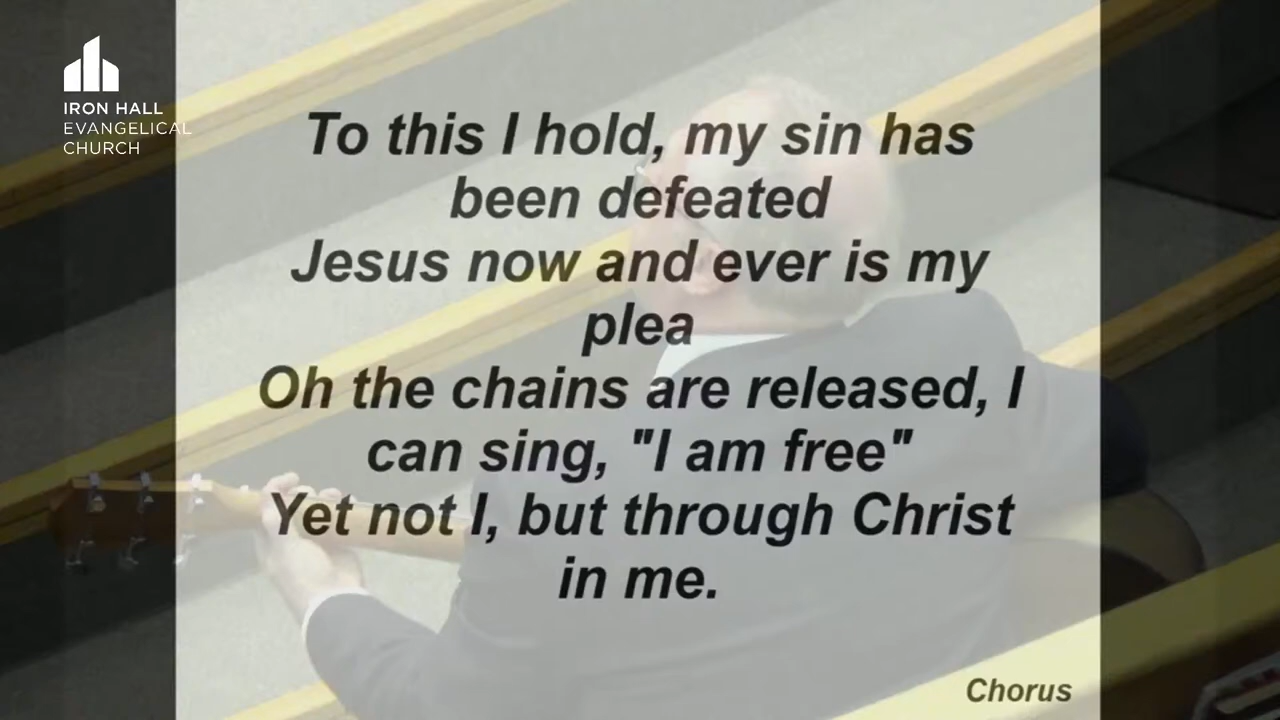 IRON HALL
EVANGELICAL
CHURCH
To this I hold, my sin has
been defeated
Jesus now and ever is my
plea
Oh the chains are released, I
can sing, "I am free"
Yet not I, but through Christ
in me.
Chorus